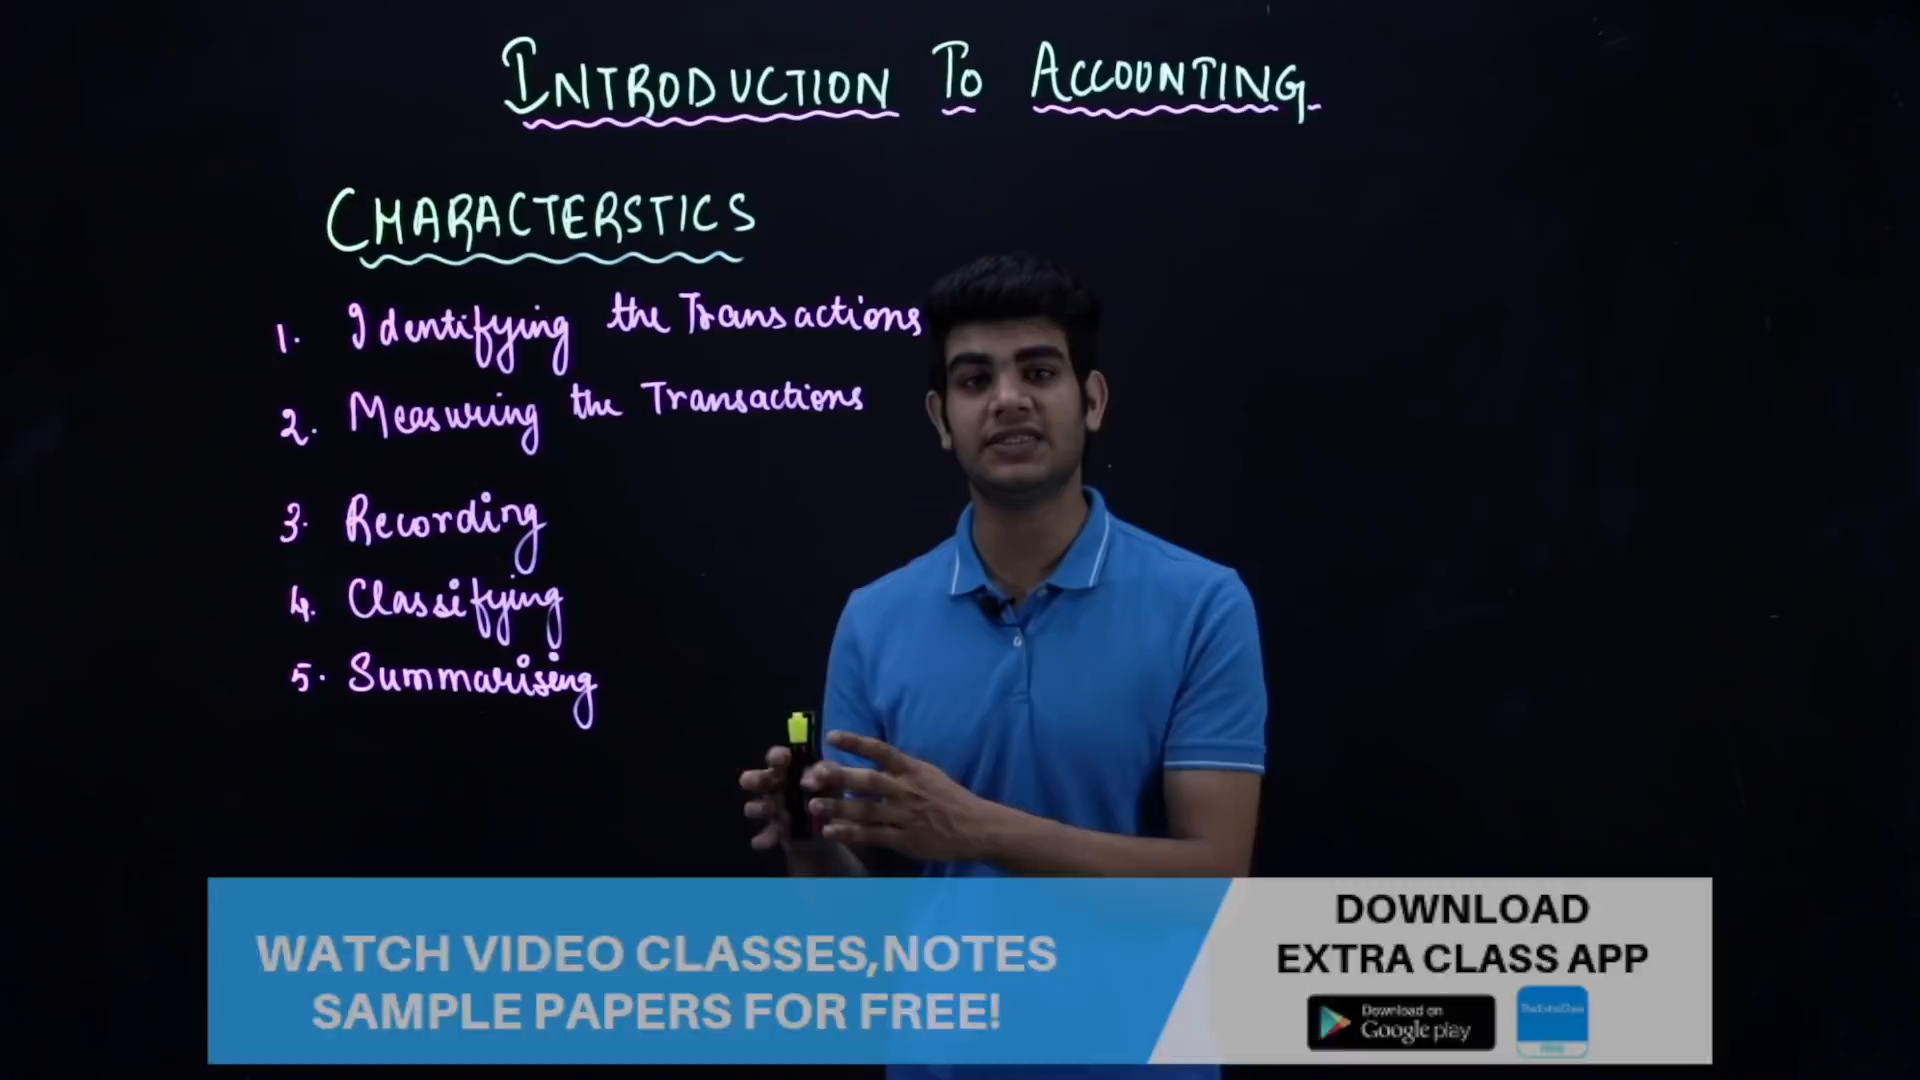 INTRODUCTION TO ACCOUNTING
CHARACTERSTICS
1. Identifying the Transactions
2. Measuring the Transactions
3. Recording
4. Classifying
5. Summarising
WATCH VIDEO CLASSES,NOTES
SAMPLE PAPERS FOR FREE!
DOWNLOAD
EXTRA CLASS APP
Download on
Google play
TheExtraClass